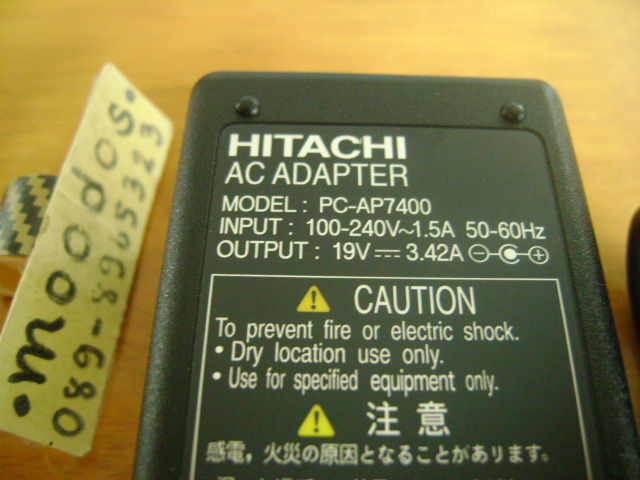 HITACHI
AC ADAPTER
MODEL : PC-AP7400
INPUT : 100-240V~1.5A 50-60Hz
OUTPUT : 19V⎓3.42A
⚠ CAUTION
To prevent fire or electric shock.
• Dry location use only.
• Use for specified equipment only.
⚠ 注意
感電，火災の原因となることがあります。
•moodos•
089-8965323